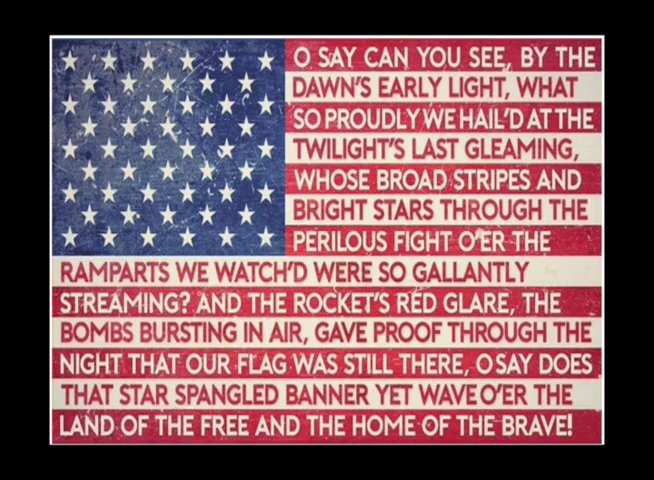 O SAY CAN YOU SEE, BY THE
DAWN'S EARLY LIGHT, WHAT
SO PROUDLY WE HAIL'D AT THE
TWILIGHT'S LAST GLEAMING,
WHOSE BROAD STRIPES AND
BRIGHT STARS THROUGH THE
PERILOUS FIGHT O'ER THE
RAMPARTS WE WATCH'D WERE SO GALLANTLY
STREAMING? AND THE ROCKET'S RED GLARE, THE
BOMBS BURSTING IN AIR, GAVE PROOF THROUGH THE
NIGHT THAT OUR FLAG WAS STILL THERE, O SAY DOES
THAT STAR SPANGLED BANNER YET WAVE O'ER THE
LAND OF THE FREE AND THE HOME OF THE BRAVE!